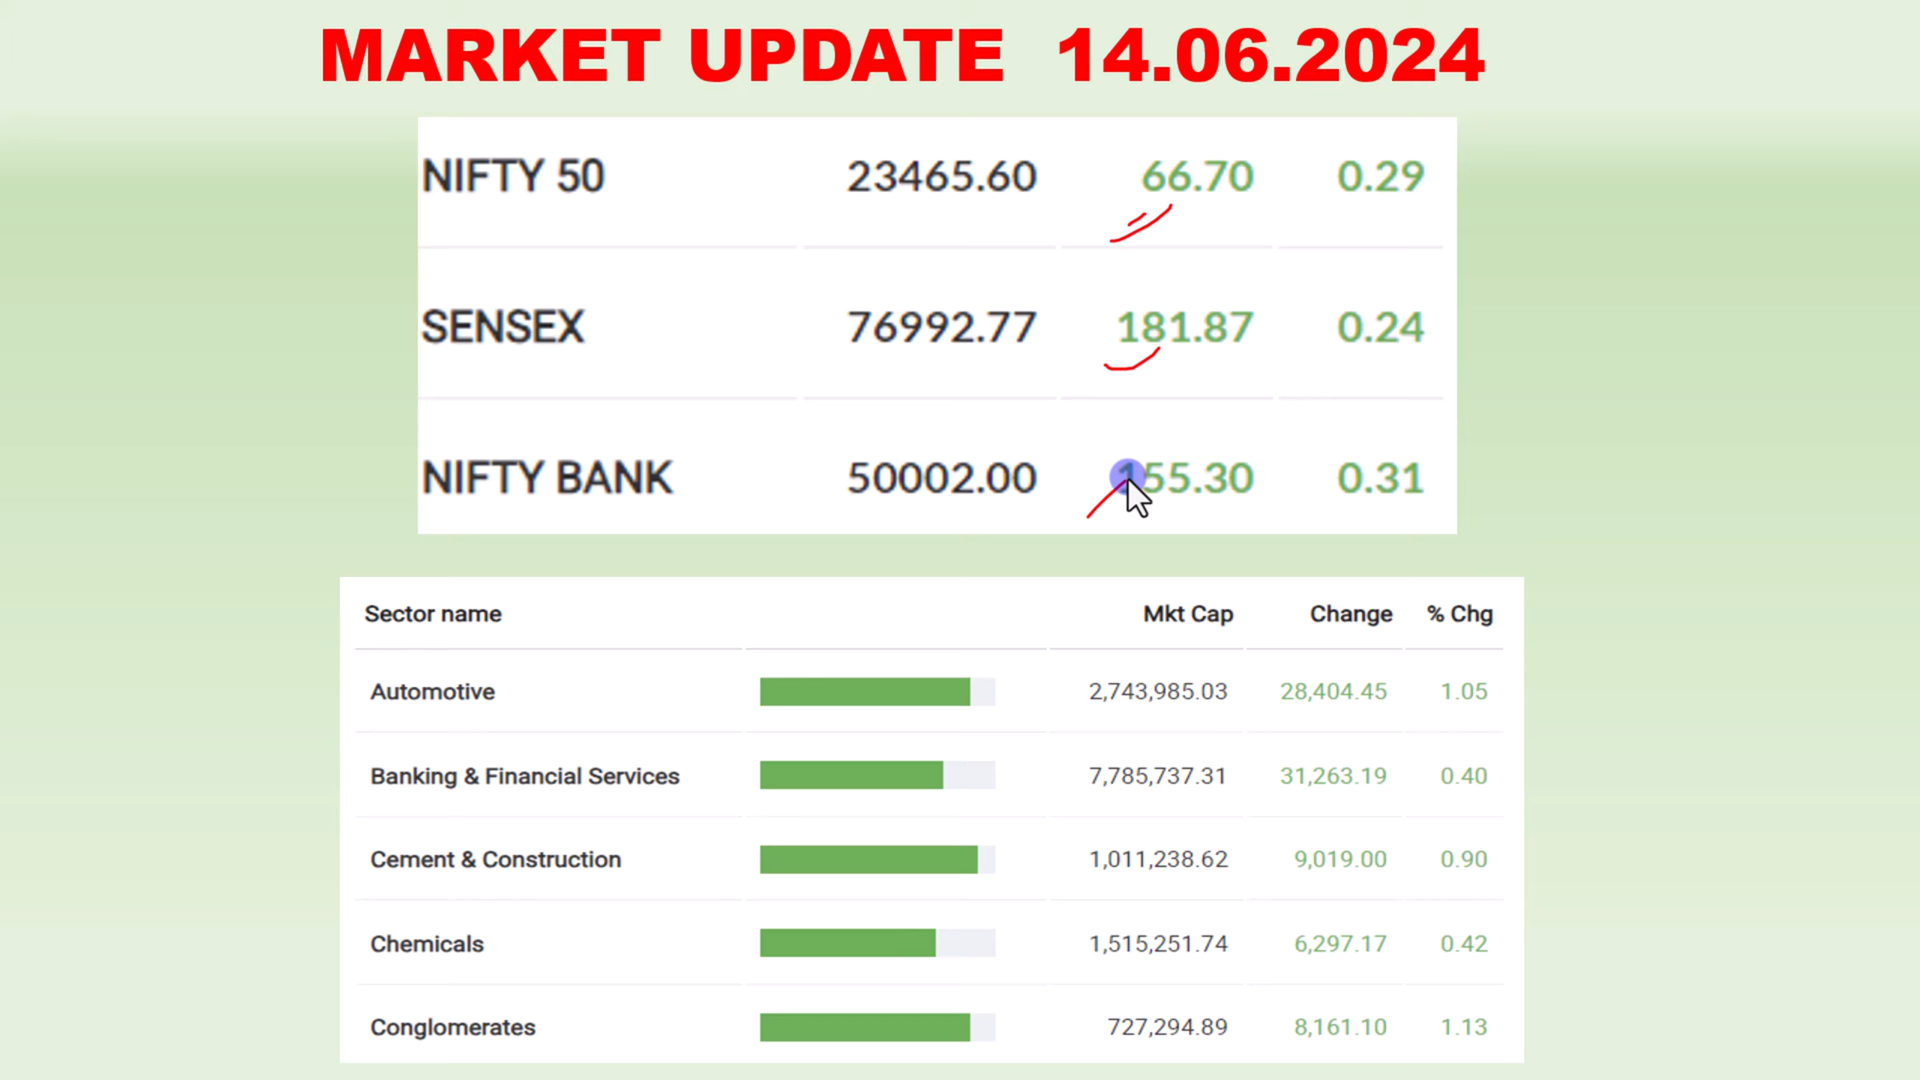 MARKET UPDATE 14.06.2024
NIFTY 50 23465.60 66.70 0.29
SENSEX 76992.77 181.87 0.24
NIFTY BANK 50002.00 155.30 0.31
Sector name Mkt Cap Change % Chg
Automotive 2,743,985.03 28,404.45 1.05
Banking & Financial Services 7,785,737.31 31,263.19 0.40
Cement & Construction 1,011,238.62 9,019.00 0.90
Chemicals 1,515,251.74 6,297.17 0.42
Conglomerates 727,294.89 8,161.10 1.13